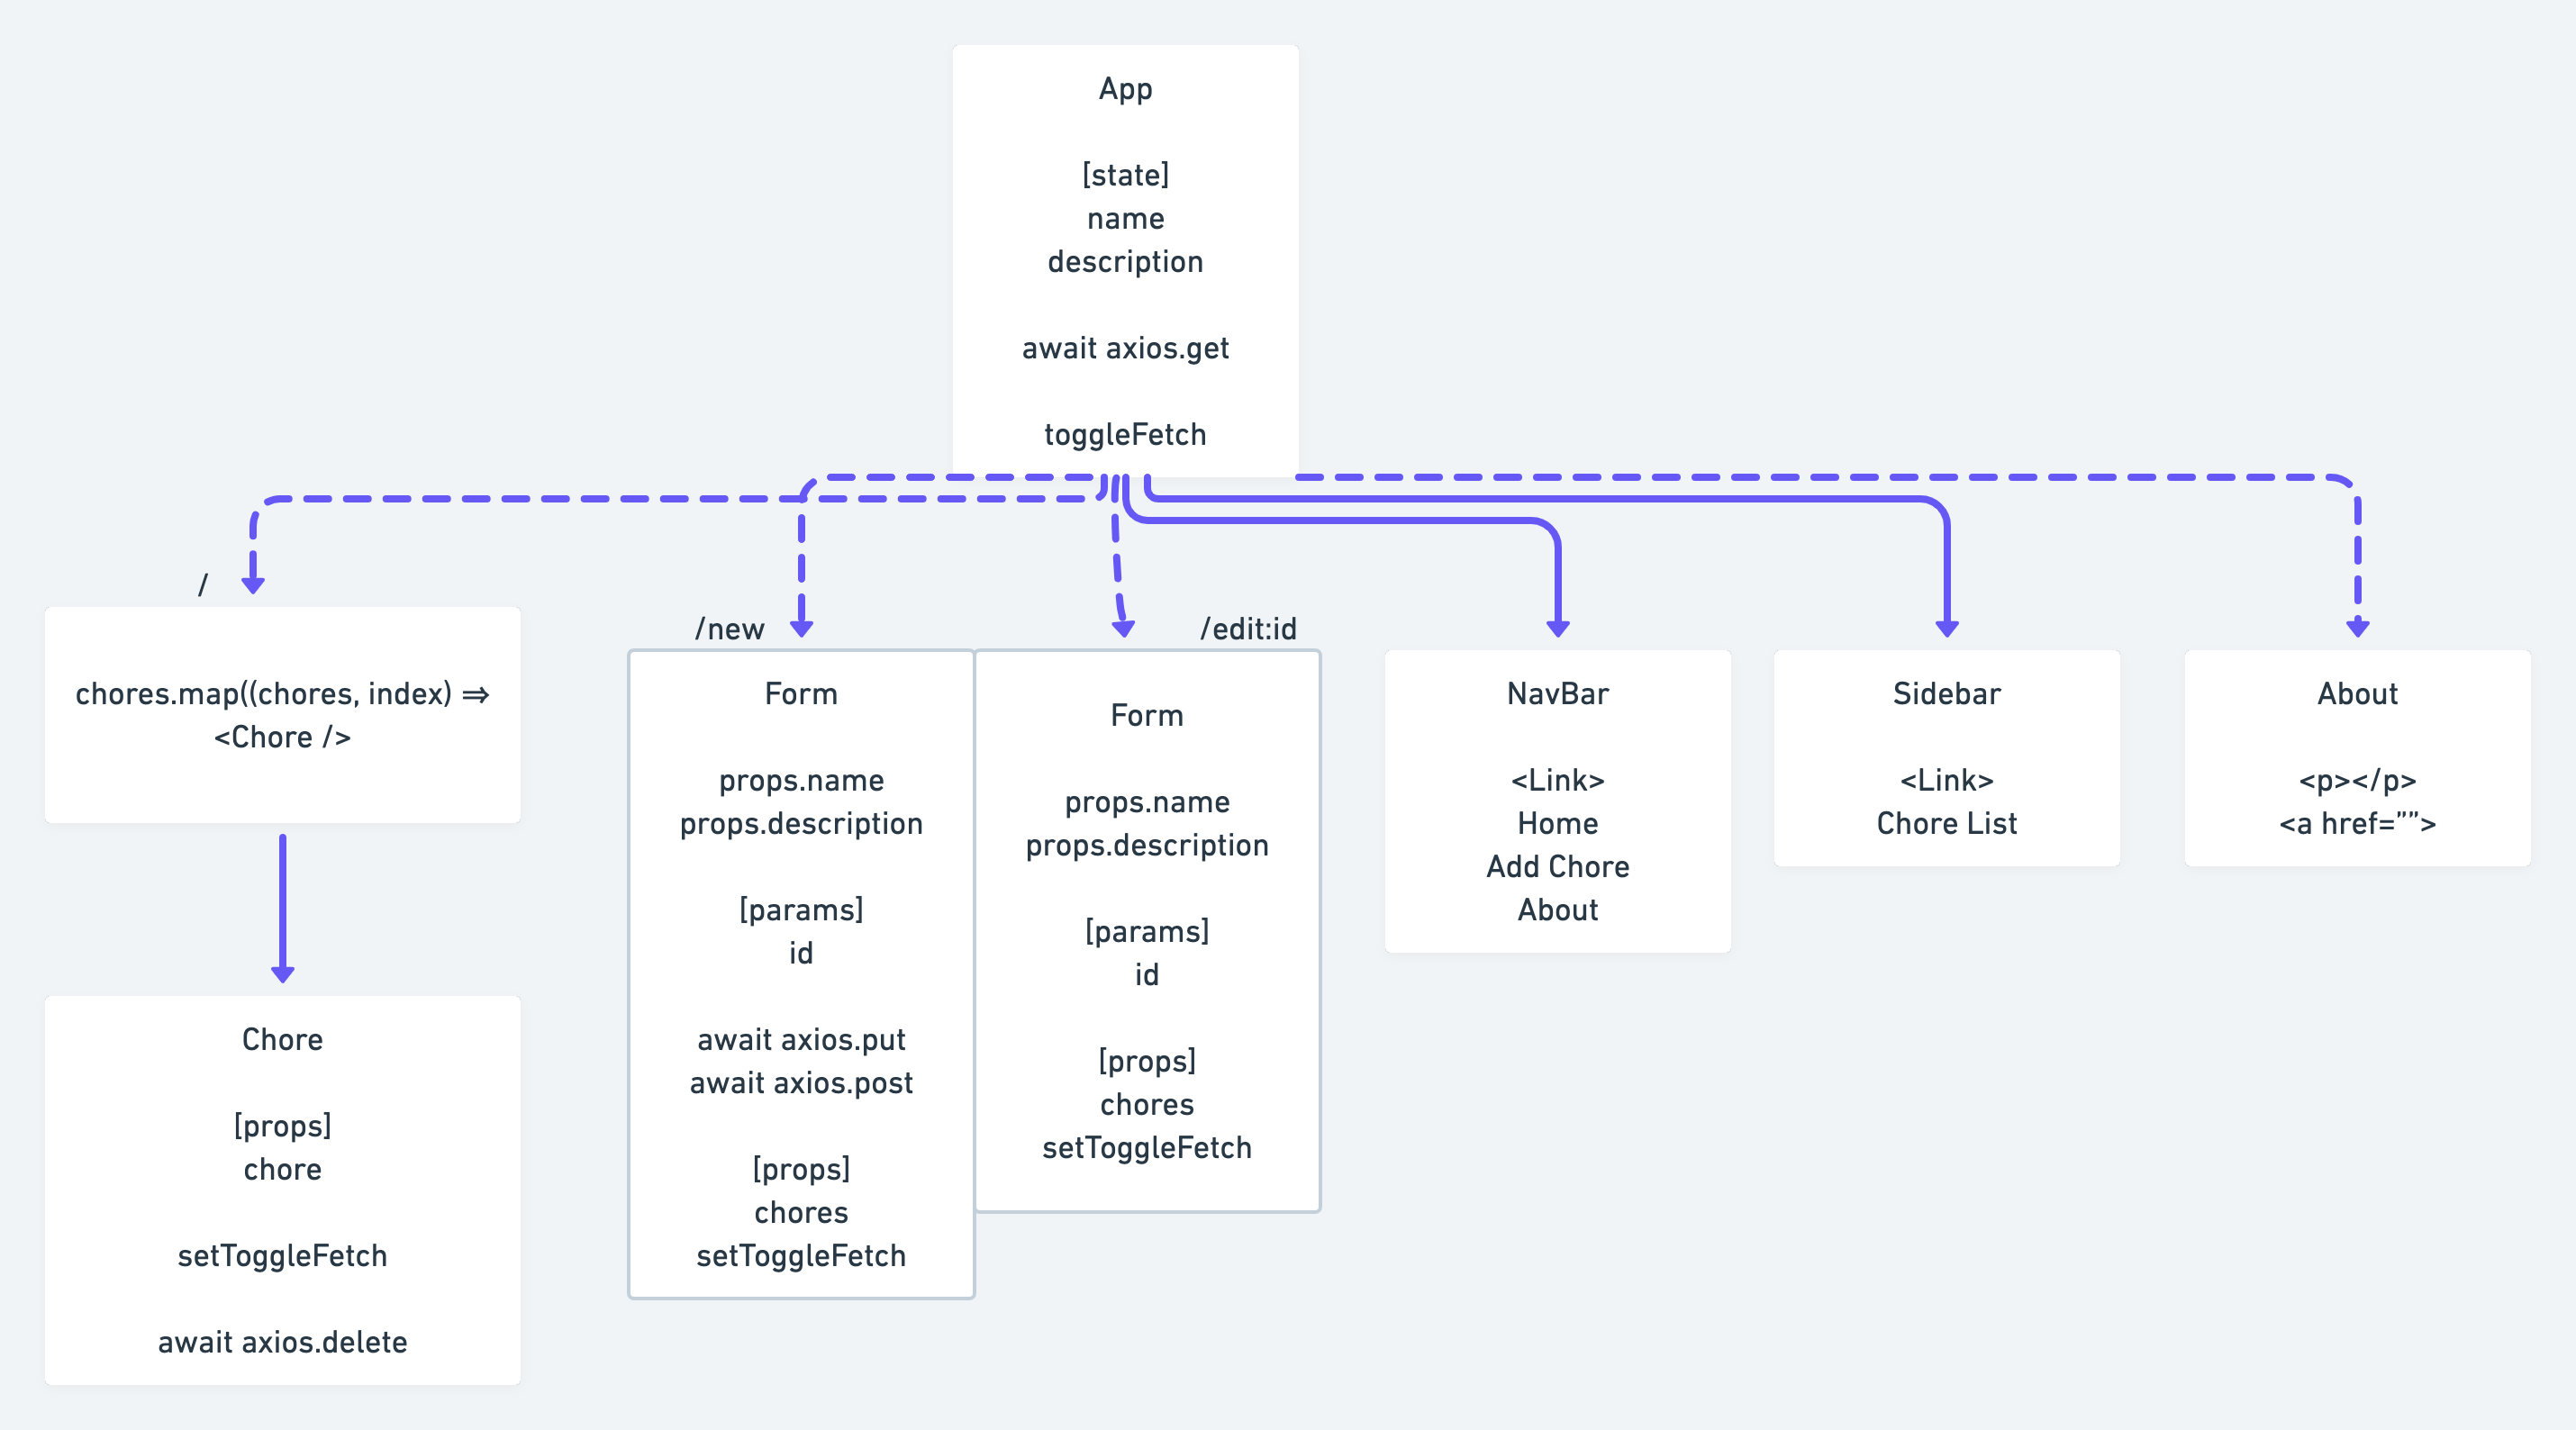 App
[state]
name
description
await axios.get
toggleFetch
/
chores.map((chores, index) ⇒
<Chore />
Chore
[props]
chore
setToggleFetch
await axios.delete
/new
Form
props.name
props.description
[params]
id
await axios.put
await axios.post
[props]
chores
setToggleFetch
/edit:id
Form
props.name
props.description
[params]
id
[props]
chores
setToggleFetch
NavBar
<Link>
Home
Add Chore
About
Sidebar
<Link>
Chore List
About
<p></p>
<a href=””>